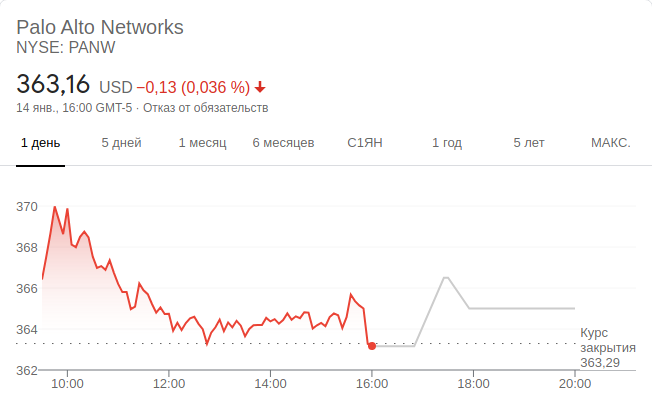 Palo Alto Networks
NYSE: PANW
363,16 USD −0,13 (0,036 %)
14 янв., 16:00 GMT-5 · Отказ от обязательств
1 день 5 дней 1 месяц 6 месяцев С1ЯН 1 год 5 лет МАКС.
370
368
366
364
Курс
закрытия
363,29
362
10:00 12:00 14:00 16:00 18:00 20:00